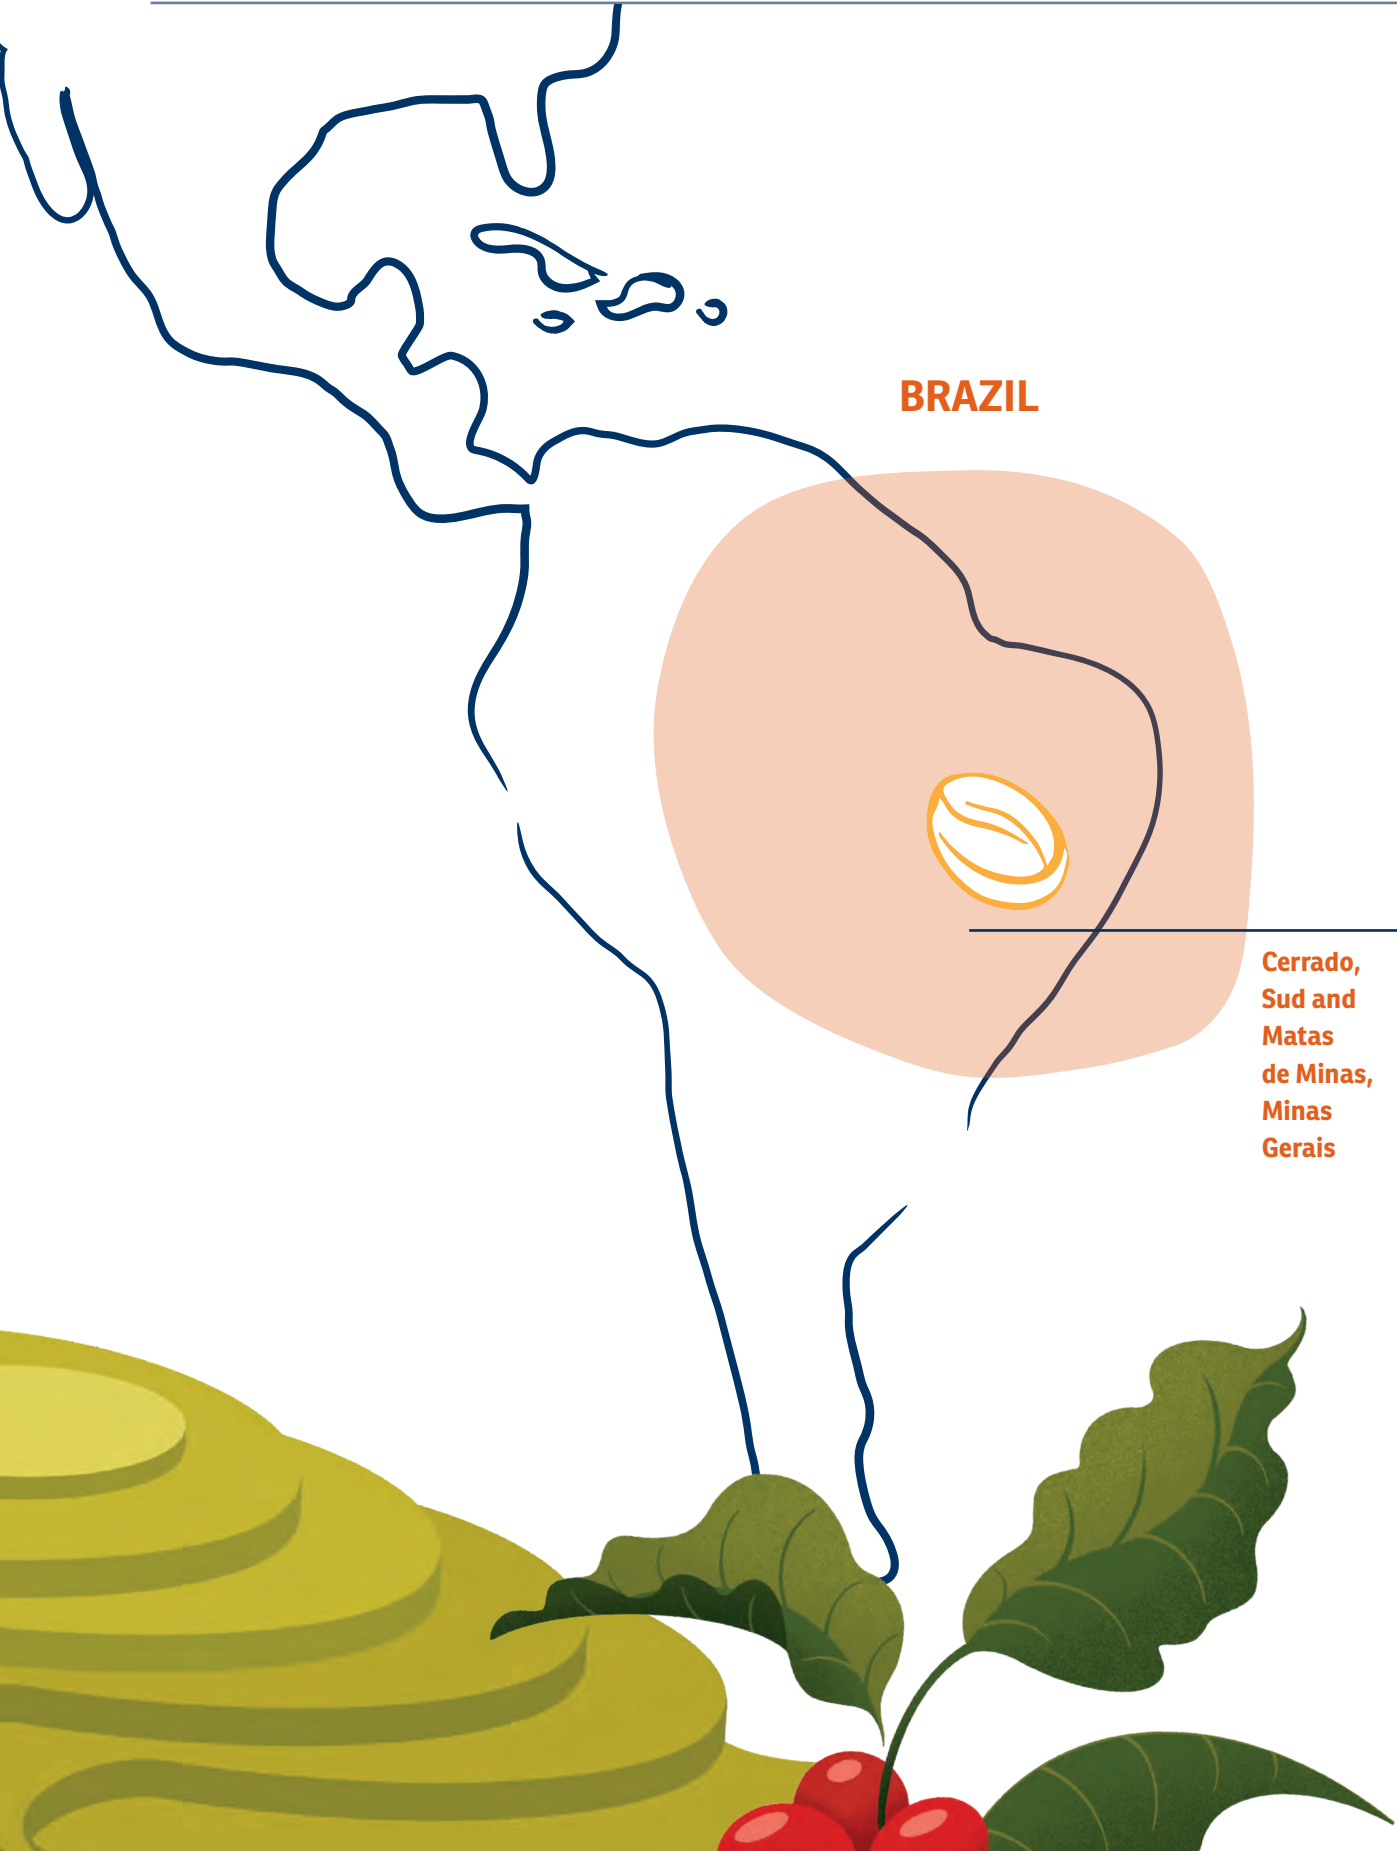 BRAZIL
Cerrado,
Sud and
Matas
de Minas,
Minas
Gerais